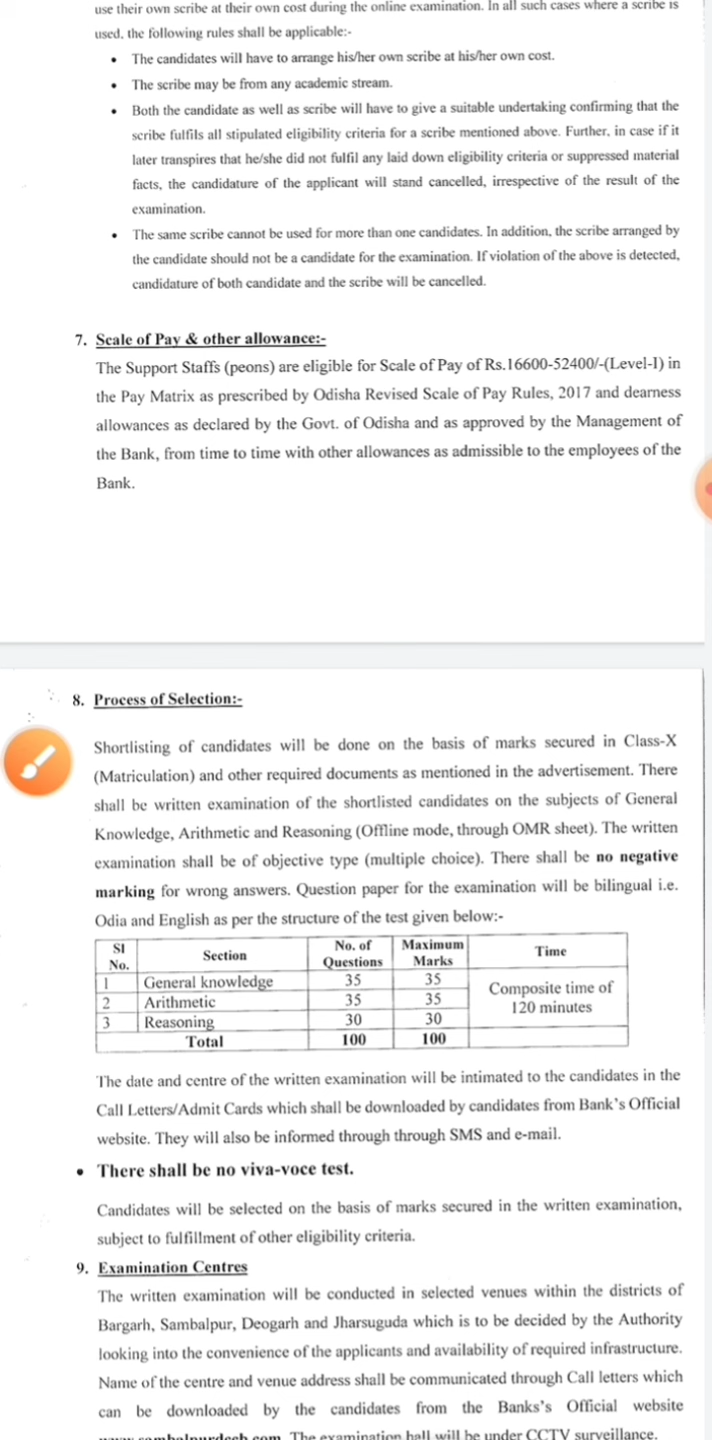 use their own scribe at their own cost during the online examination. In all such cases where a scribe is
used, the following rules shall be applicable:-
• The candidates will have to arrange his/her own scribe at his/her own cost.
• The scribe may be from any academic stream.
• Both the candidate as well as scribe will have to give a suitable undertaking confirming that the
scribe fulfils all stipulated eligibility criteria for a scribe mentioned above. Further, in case if it
later transpires that he/she did not fulfil any laid down eligibility criteria or suppressed material
facts, the candidature of the applicant will stand cancelled, irrespective of the result of the
examination.
• The same scribe cannot be used for more than one candidates. In addition, the scribe arranged by
the candidate should not be a candidate for the examination. If violation of the above is detected,
candidature of both candidate and the scribe will be cancelled.
7. Scale of Pay & other allowance:-
The Support Staffs (peons) are eligible for Scale of Pay of Rs.16600-52400/-(Level-I) in
the Pay Matrix as prescribed by Odisha Revised Scale of Pay Rules, 2017 and dearness
allowances as declared by the Govt. of Odisha and as approved by the Management of
the Bank, from time to time with other allowances as admissible to the employees of the
Bank.
8. Process of Selection:-
Shortlisting of candidates will be done on the basis of marks secured in Class-X
(Matriculation) and other required documents as mentioned in the advertisement. There
shall be written examination of the shortlisted candidates on the subjects of General
Knowledge, Arithmetic and Reasoning (Offline mode, through OMR sheet). The written
examination shall be of objective type (multiple choice). There shall be no negative
marking for wrong answers. Question paper for the examination will be bilingual i.e.
Odia and English as per the structure of the test given below:-
Sl No. Section No. of Questions Maximum Marks Time
1 General knowledge 35 35 Composite time of 120 minutes
2 Arithmetic 35 35
3 Reasoning 30 30
Total 100 100
The date and centre of the written examination will be intimated to the candidates in the
Call Letters/Admit Cards which shall be downloaded by candidates from Bank's Official
website. They will also be informed through through SMS and e-mail.
• There shall be no viva-voce test.
Candidates will be selected on the basis of marks secured in the written examination,
subject to fulfillment of other eligibility criteria.
9. Examination Centres
The written examination will be conducted in selected venues within the districts of
Bargarh, Sambalpur, Deogarh and Jharsuguda which is to be decided by the Authority
looking into the convenience of the applicants and availability of required infrastructure.
Name of the centre and venue address shall be communicated through Call letters which
can be downloaded by the candidates from the Banks's Official website
The examination hall will be under CCTV surveillance.